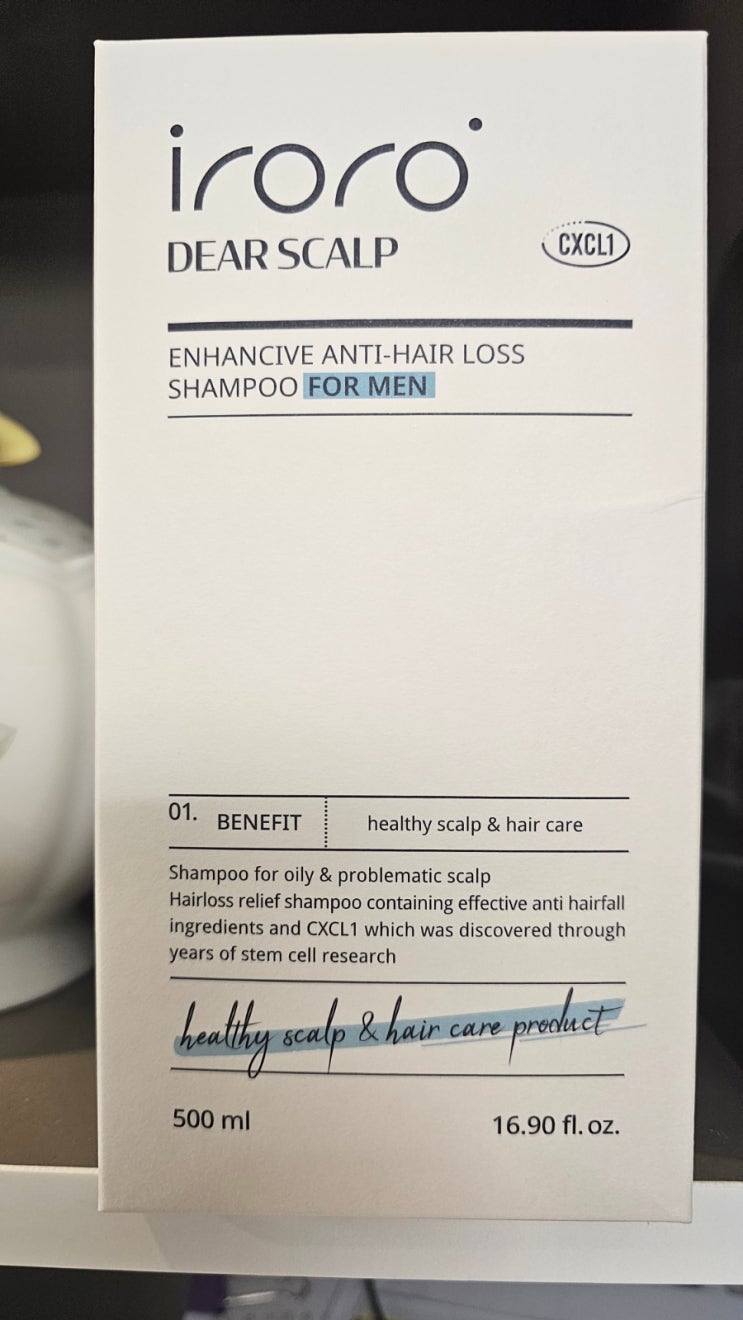 iroro
DEAR SCALP
CXCL1
ENHANCIVE ANTI-HAIR LOSS
SHAMPOO FOR MEN
01. BENEFIT healthy scalp & hair care
Shampoo for oily & problematic scalp
Hairloss relief shampoo containing effective anti hairfall
ingredients and CXCL1 which was discovered through
years of stem cell research
healthy scalp & hair care product
500 ml 16.90 fl. oz.